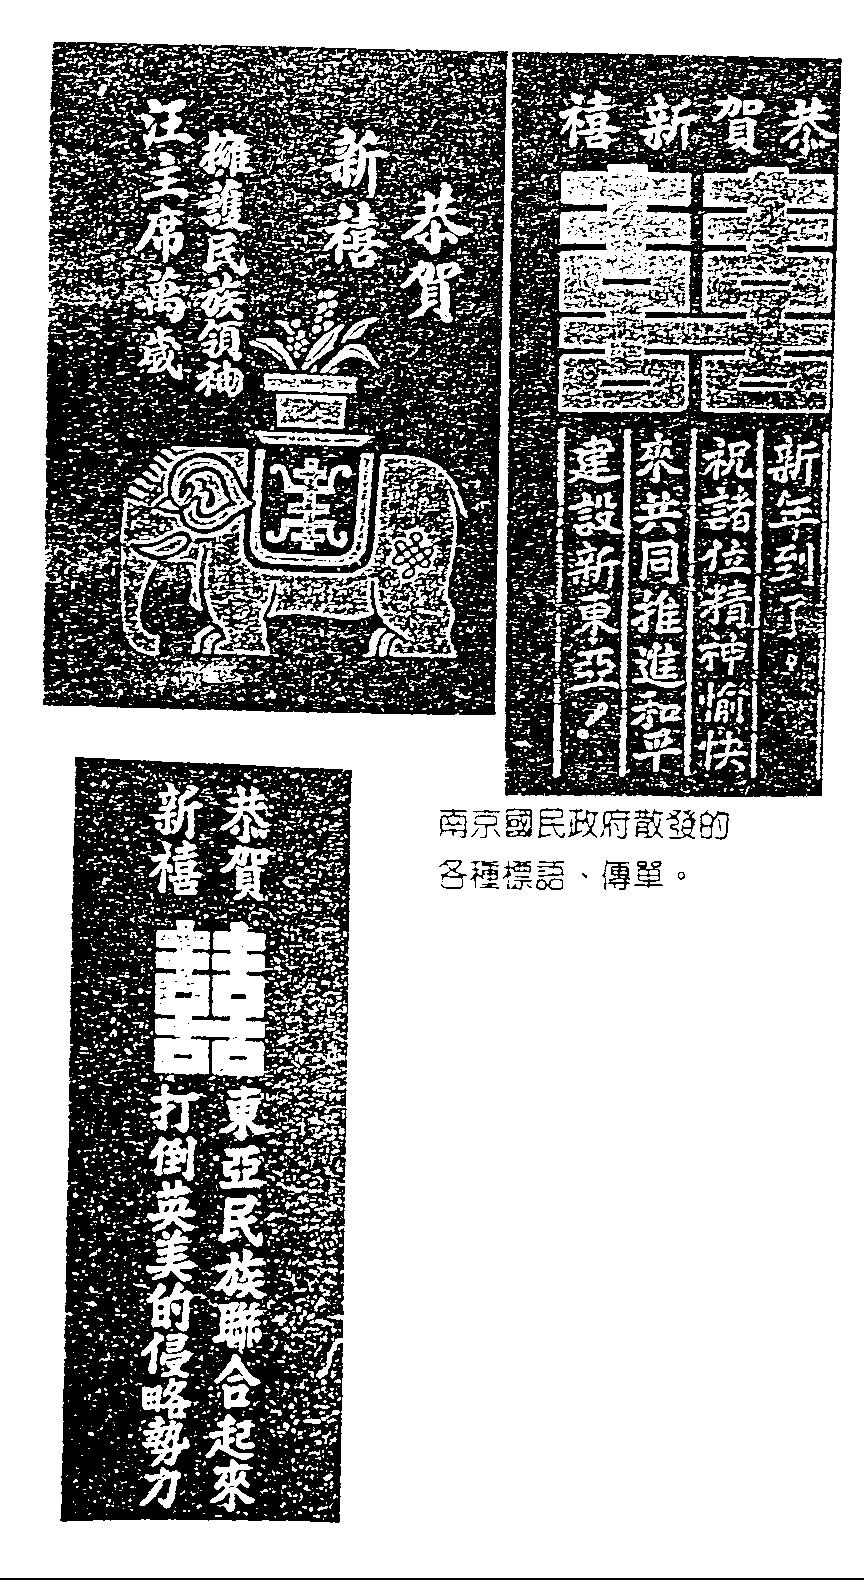 恭賀
新禧
擁護民族領袖
汪主席萬歲
恭賀新禧
囍
新年到了。
祝諸位精神愉快
來共同推進和平
建設新東亞！
南京國民政府散發的
各種標語、傳單。
恭賀
新禧
囍
東亞民族聯合起來
打倒英美的侵略勢力